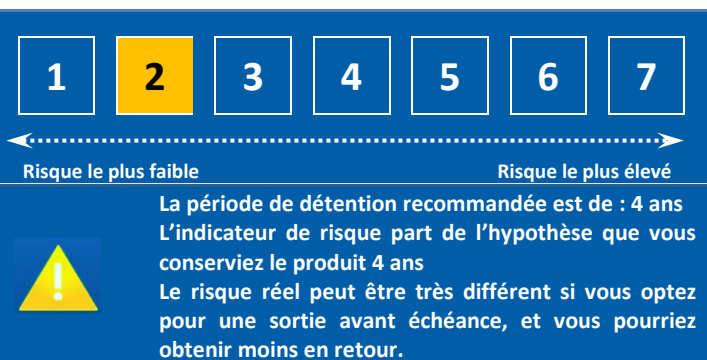 1 2 3 4 5 6 7
Risque le plus faible Risque le plus élevé
La période de détention recommandée est de : 4 ans
L’indicateur de risque part de l’hypothèse que vous
conserviez le produit 4 ans
Le risque réel peut être très différent si vous optez
pour une sortie avant échéance, et vous pourriez
obtenir moins en retour.